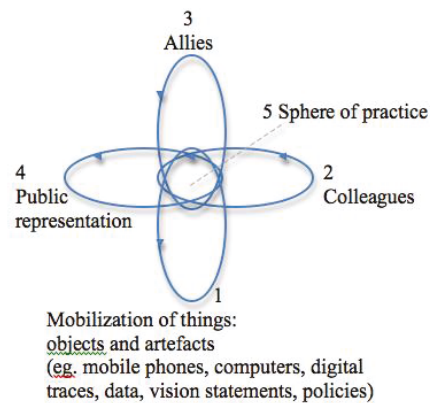 3
Allies
5 Sphere of practice
4
Public
representation
2
Colleagues
1
Mobilization of things:
objects and artefacts
(eg. mobile phones, computers, digital
traces, data, vision statements, policies)